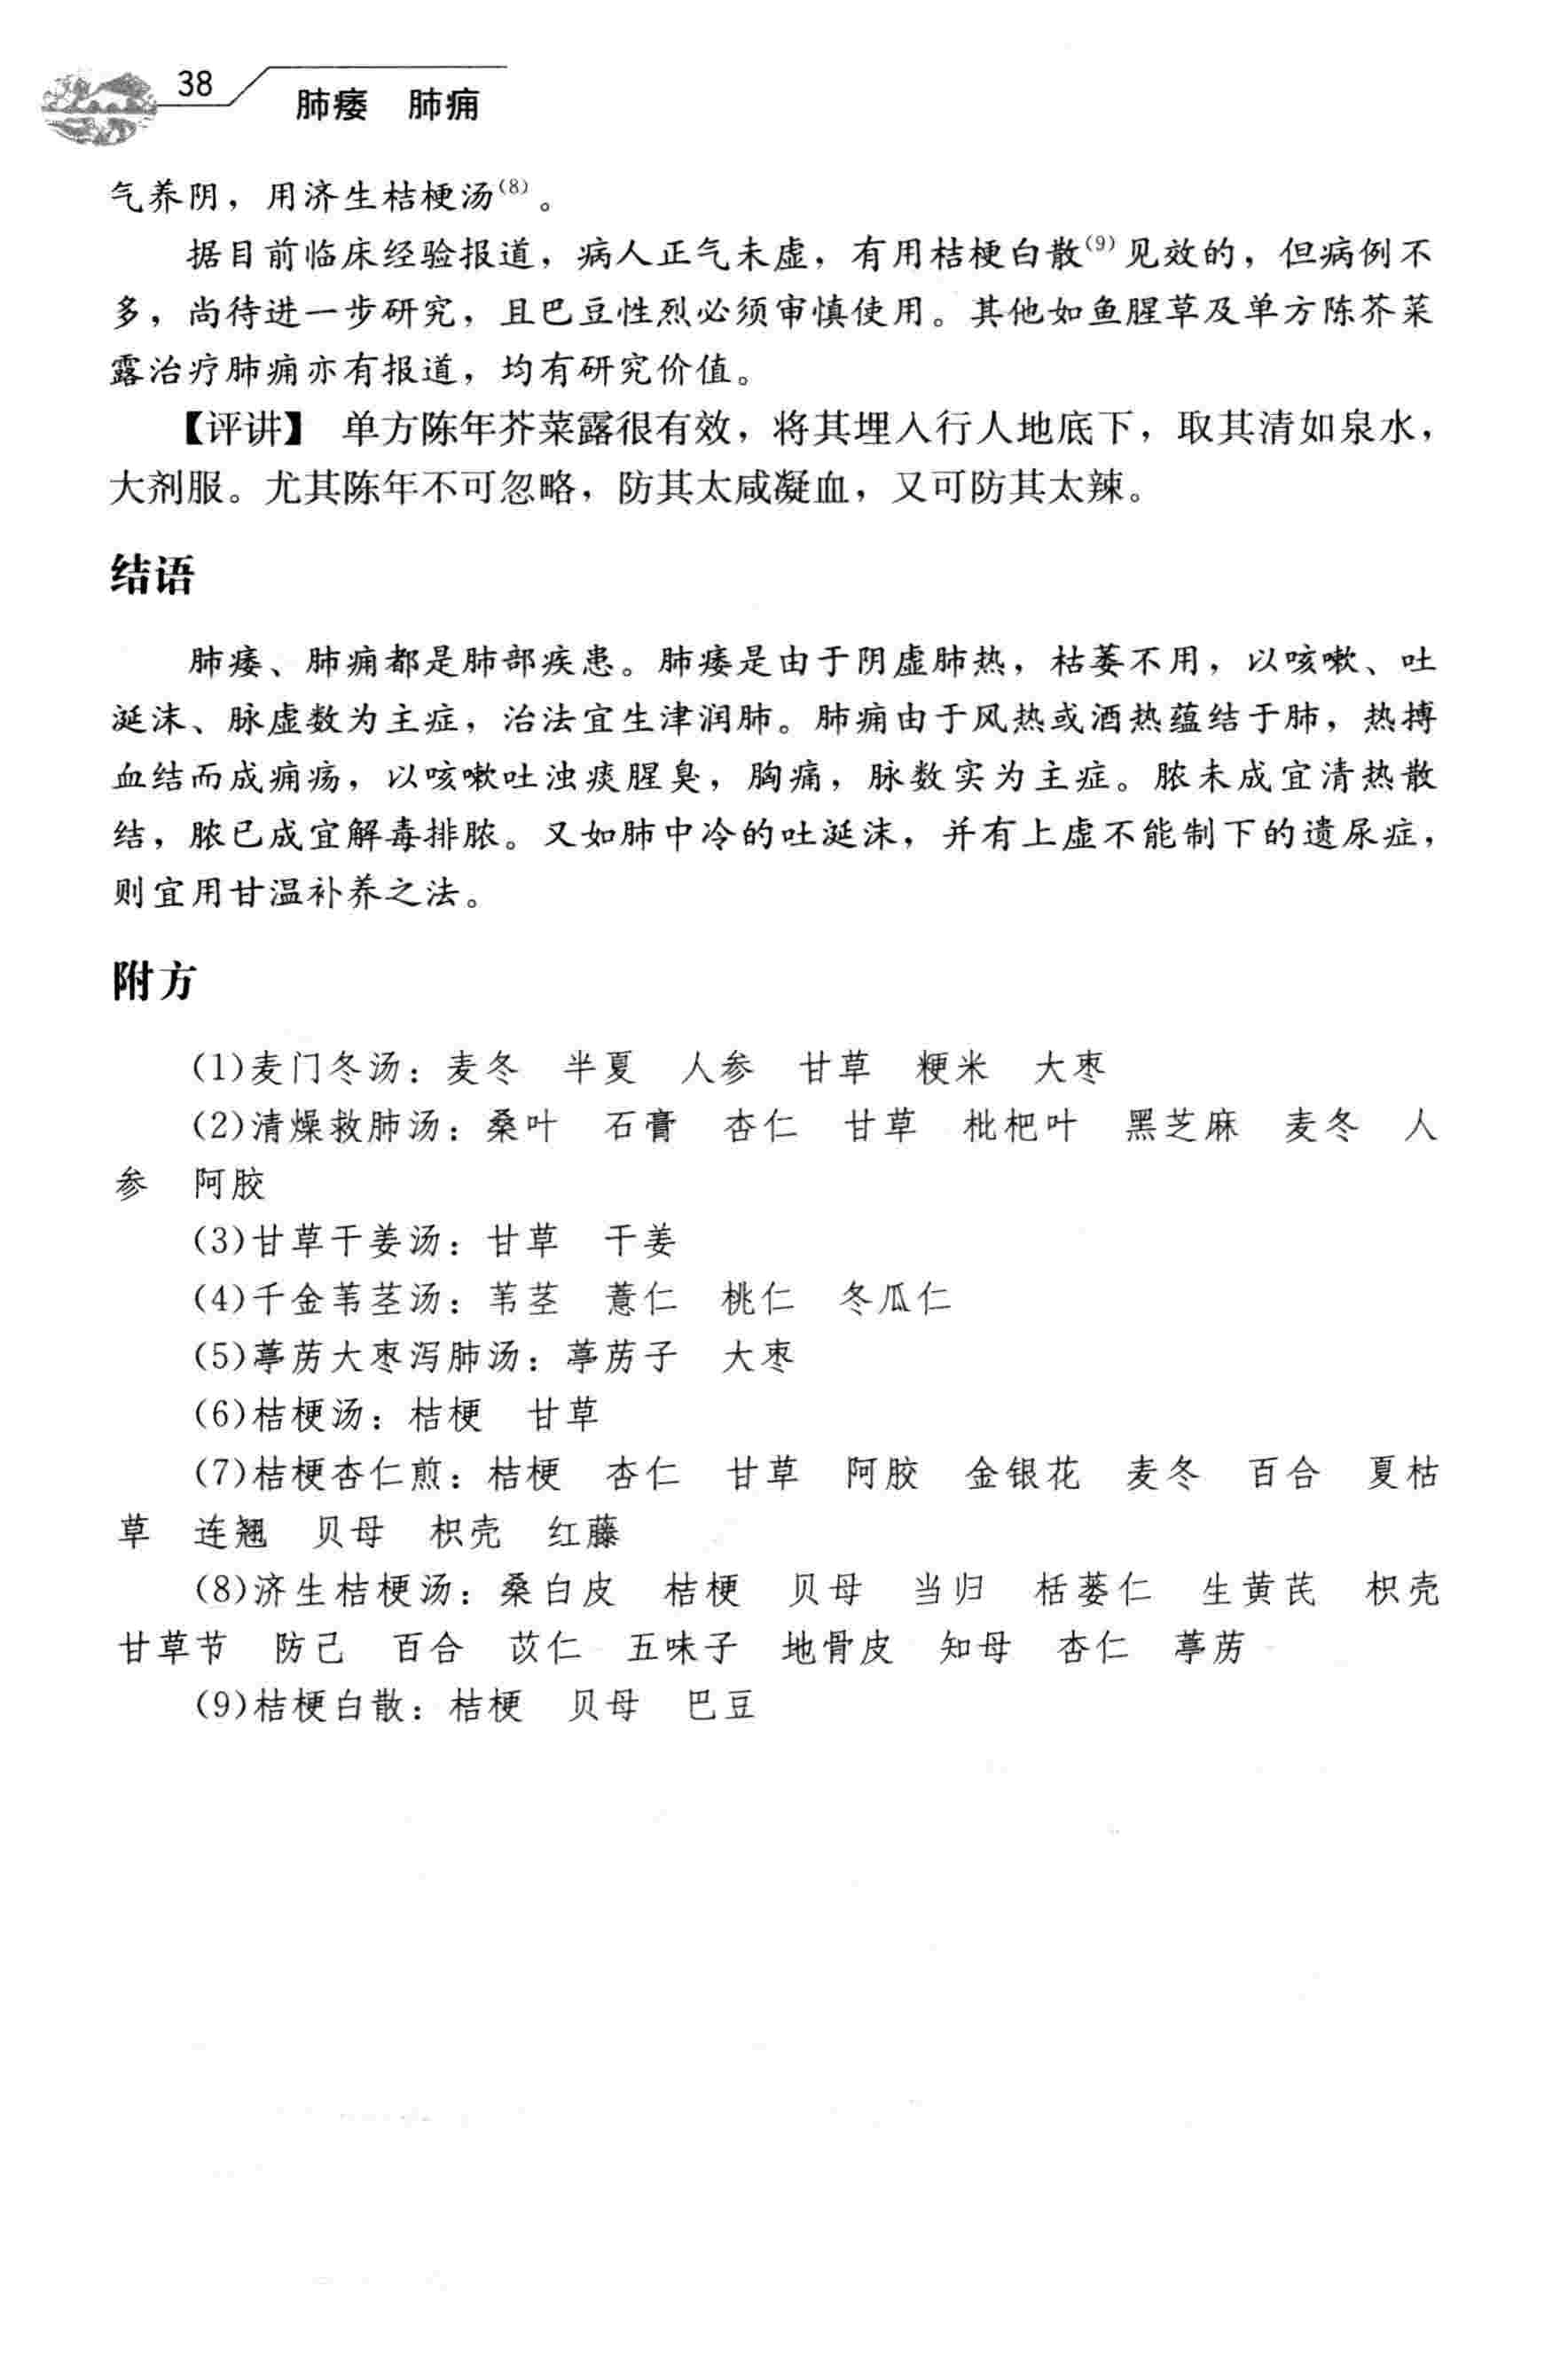 38
肺痿　肺痈
气养阴，用济生桔梗汤⁽⁸⁾。
据目前临床经验报道，病人正气未虚，有用桔梗白散⁽⁹⁾见效的，但病例不
多，尚待进一步研究，且巴豆性烈必须审慎使用。其他如鱼腥草及单方陈芥菜
露治疗肺痈亦有报道，均有研究价值。
【评讲】　单方陈年芥菜露很有效，将其埋入行人地底下，取其清如泉水，
大剂服。尤其陈年不可忽略，防其太咸凝血，又可防其太辣。
结语
肺痿、肺痈都是肺部疾患。肺痿是由于阴虚肺热，枯萎不用，以咳嗽、吐
涎沫、脉虚数为主症，治法宜生津润肺。肺痈由于风热或酒热蕴结于肺，热搏
血结而成痈疡，以咳嗽吐浊痰腥臭，胸痛，脉数实为主症。脓未成宜清热散
结，脓已成宜解毒排脓。又如肺中冷的吐涎沫，并有上虚不能制下的遗尿症，
则宜用甘温补养之法。
附方
(1)麦门冬汤：麦冬　半夏　人参　甘草　粳米　大枣
(2)清燥救肺汤：桑叶　石膏　杏仁　甘草　枇杷叶　黑芝麻　麦冬　人
参　阿胶
(3)甘草干姜汤：甘草　干姜
(4)千金苇茎汤：苇茎　薏仁　桃仁　冬瓜仁
(5)葶苈大枣泻肺汤：葶苈子　大枣
(6)桔梗汤：桔梗　甘草
(7)桔梗杏仁煎：桔梗　杏仁　甘草　阿胶　金银花　麦冬　百合　夏枯
草　连翘　贝母　枳壳　红藤
(8)济生桔梗汤：桑白皮　桔梗　贝母　当归　栝蒌仁　生黄芪　枳壳
甘草节　防己　百合　苡仁　五味子　地骨皮　知母　杏仁　葶苈
(9)桔梗白散：桔梗　贝母　巴豆